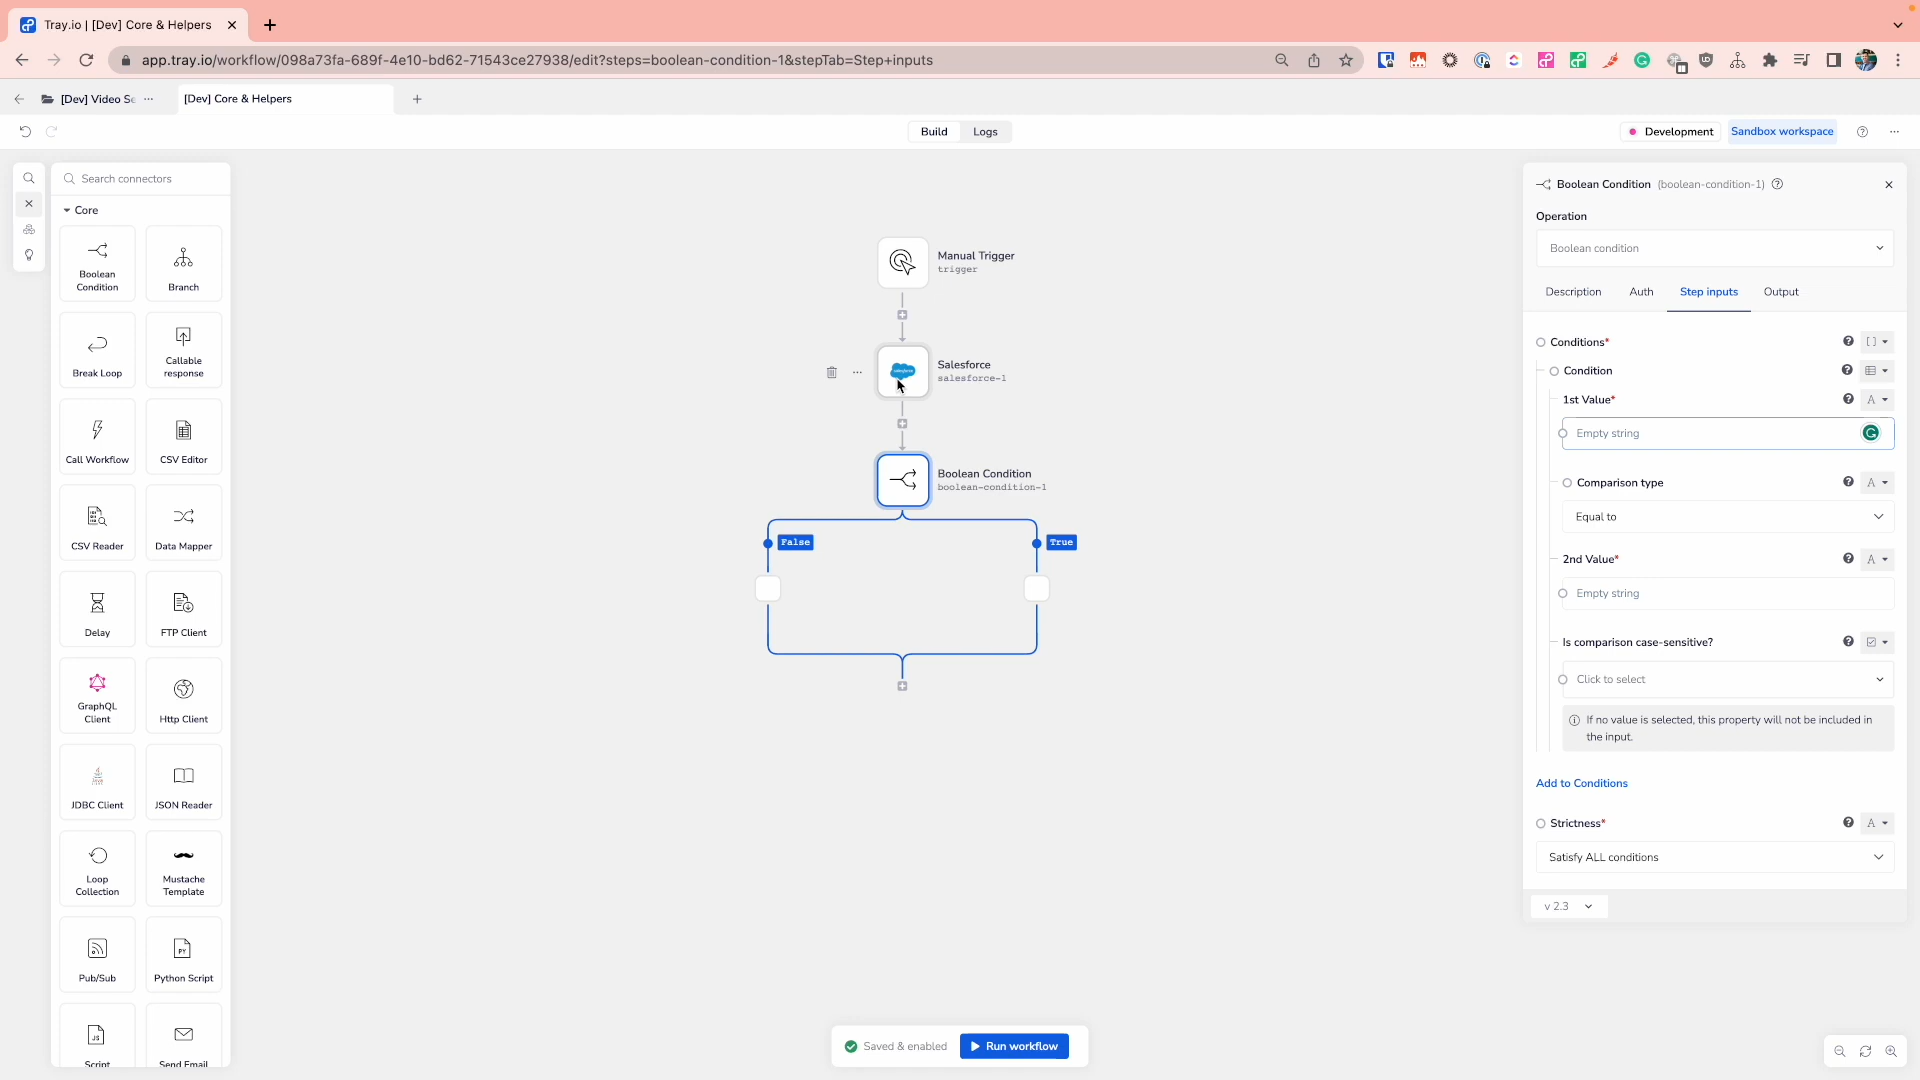 Tray.io | [Dev] Core & Helpers
app.tray.io/workflow/098a73fa-689f-4e10-bd62-71543ce27938/edit?steps=boolean-condition-1&stepTab=Step+inputs
[Dev] Video Se ···
[Dev] Core & Helpers
Build
Logs
Development
Sandbox workspace
Search connectors
Core
Boolean
Condition
Branch
Break Loop
Callable
response
Call Workflow
CSV Editor
CSV Reader
Data Mapper
Delay
FTP Client
GraphQL
Client
Http Client
JDBC Client
JSON Reader
Loop
Collection
Mustache
Template
Pub/Sub
Python Script
Script
Send Email
Manual Trigger
trigger
Salesforce
salesforce-1
Boolean Condition
boolean-condition-1
False
True
Saved & enabled
Run workflow
Boolean Condition (boolean-condition-1)
Operation
Boolean condition
Description
Auth
Step inputs
Output
Conditions*
Condition
1st Value*
A
Empty string
Comparison type
A
Equal to
2nd Value*
A
Empty string
Is comparison case-sensitive?
Click to select
If no value is selected, this property will not be included in
the input.
Add to Conditions
Strictness*
A
Satisfy ALL conditions
v 2.3